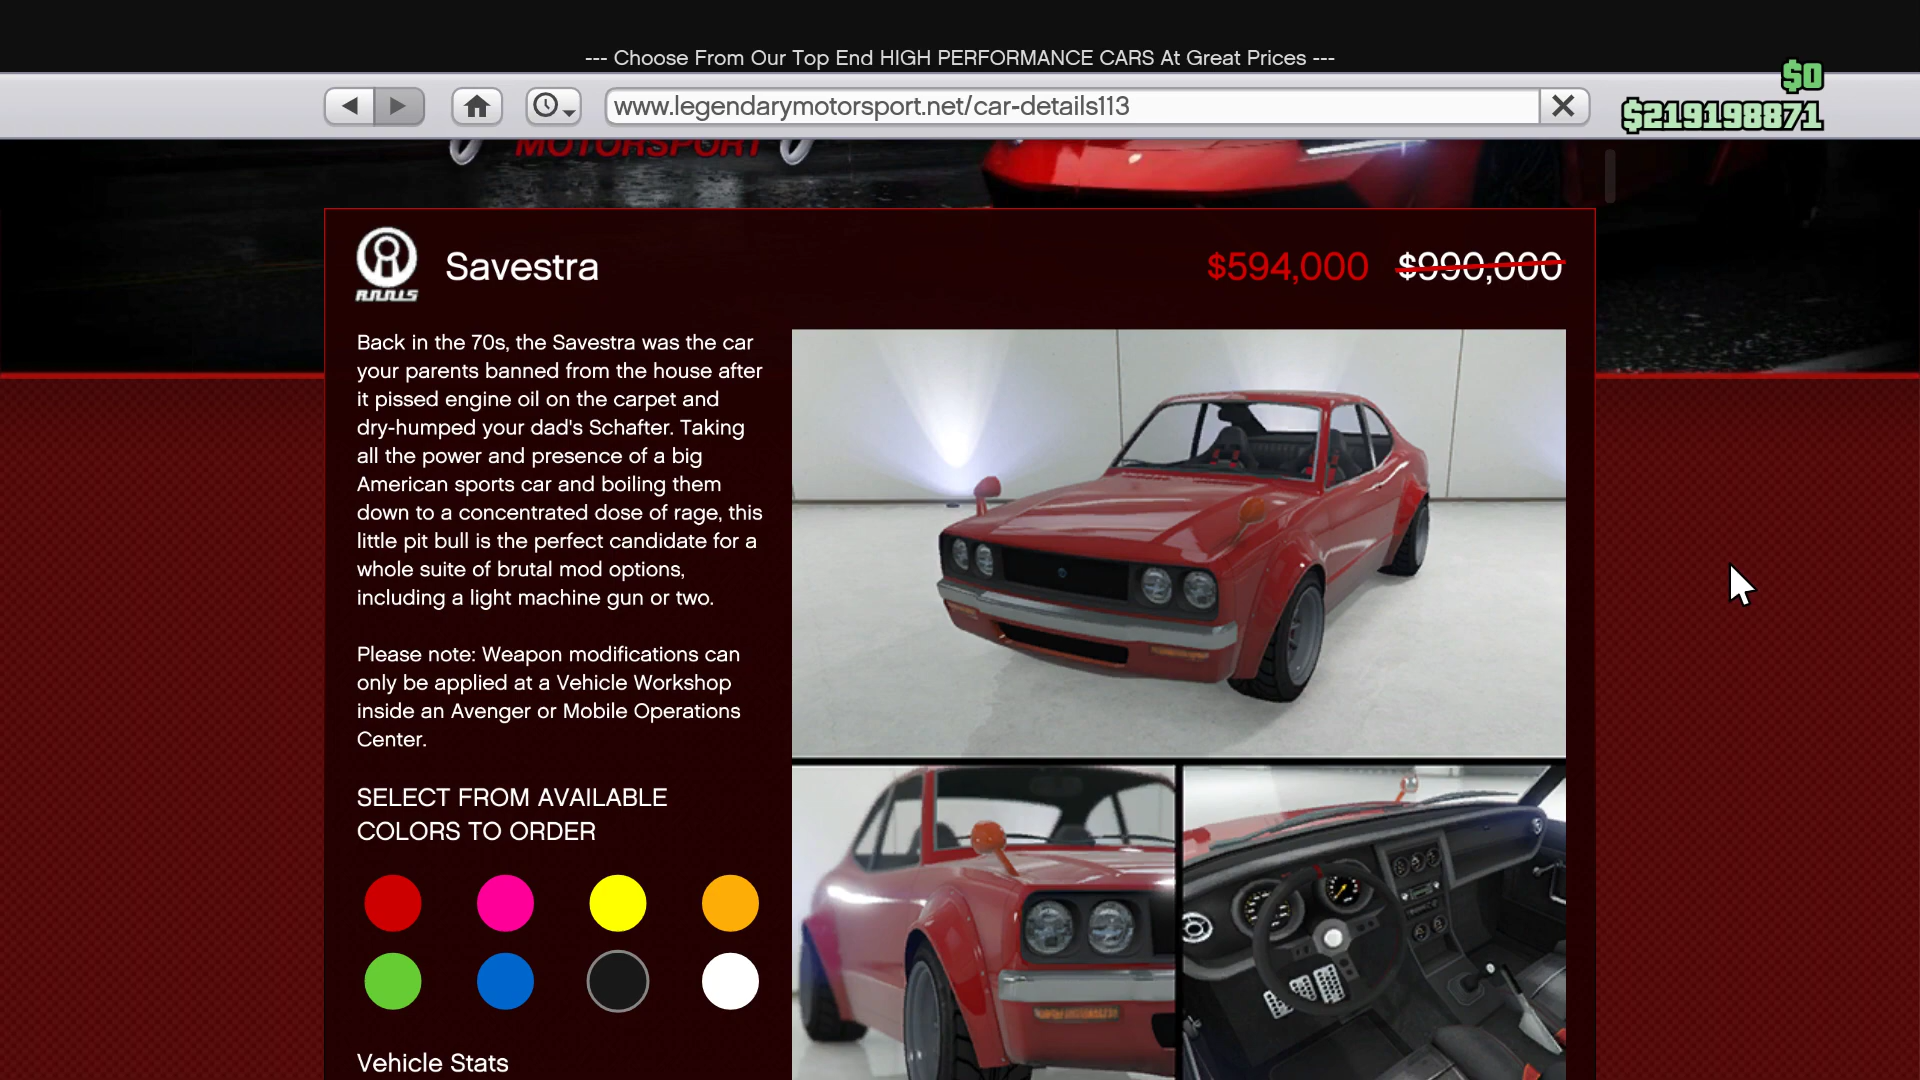 --- Choose From Our Top End HIGH PERFORMANCE CARS At Great Prices ---
$0
www.legendarymotorsport.net/car-details113
$219198871
MOTORSPORT
Savestra
$594,000 $990,000
ANNIS
Back in the 70s, the Savestra was the car
your parents banned from the house after
it pissed engine oil on the carpet and
dry-humped your dad's Schafter. Taking
all the power and presence of a big
American sports car and boiling them
down to a concentrated dose of rage, this
little pit bull is the perfect candidate for a
whole suite of brutal mod options,
including a light machine gun or two.
Please note: Weapon modifications can
only be applied at a Vehicle Workshop
inside an Avenger or Mobile Operations
Center.
SELECT FROM AVAILABLE
COLORS TO ORDER
Vehicle Stats